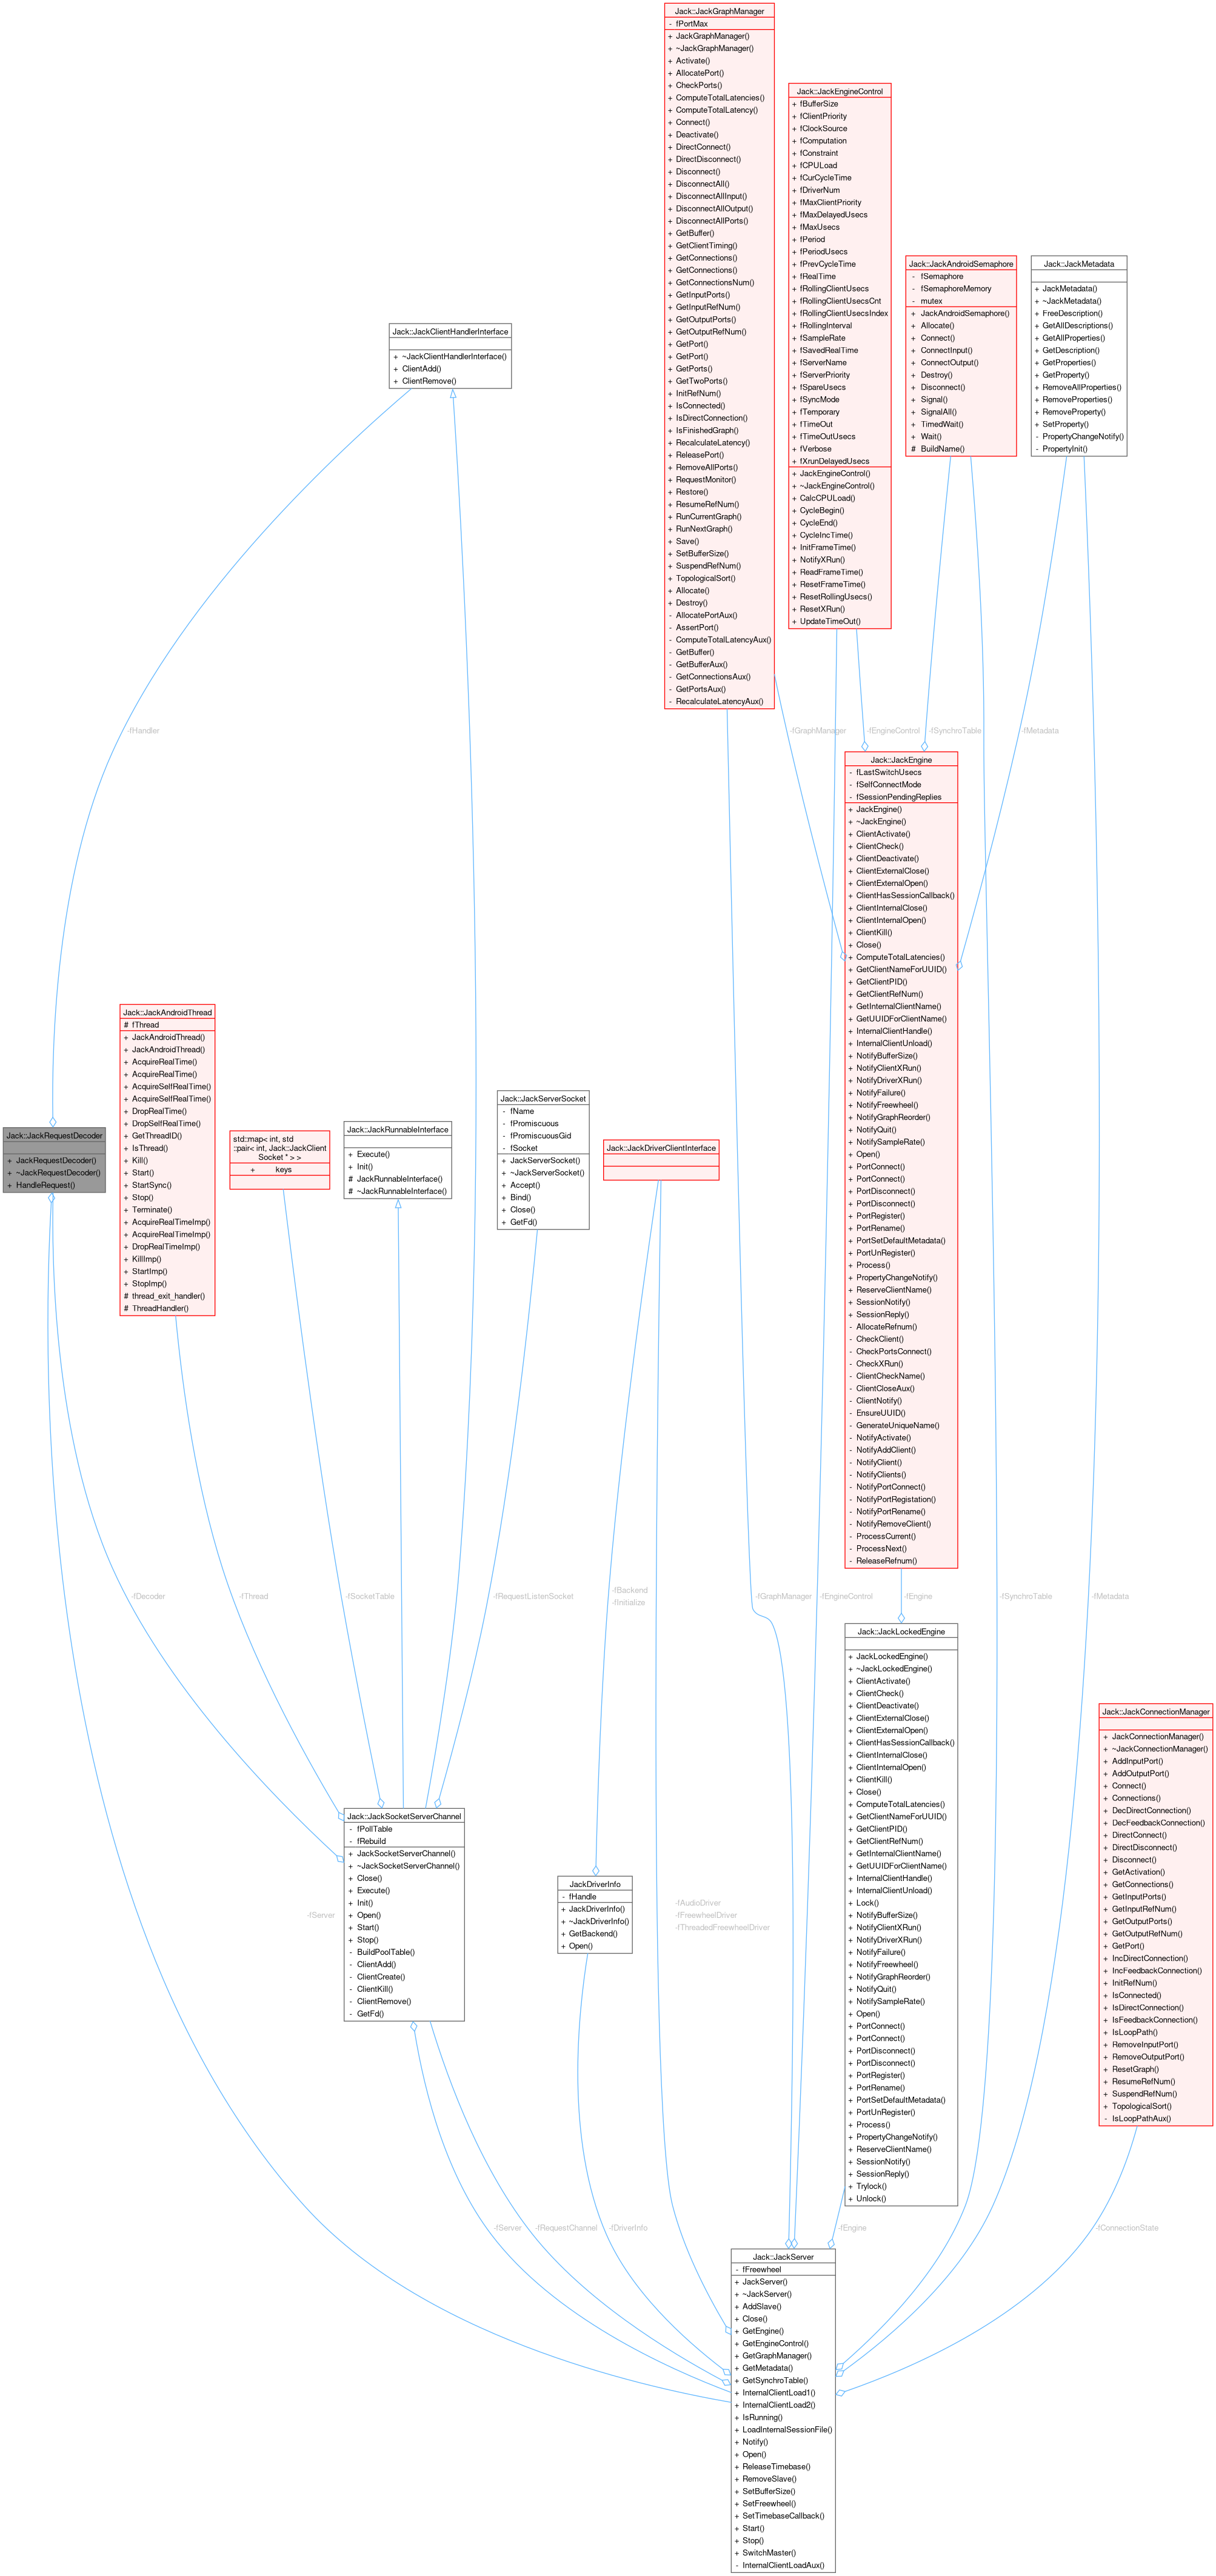 Jack::JackGraphManager
- fPortMax
+ JackGraphManager()
+ ~JackGraphManager()
+ Activate()
+ AllocatePort()
+ CheckPorts()
+ ComputeTotalLatencies()
+ ComputeTotalLatency()
+ Connect()
+ Deactivate()
+ DirectConnect()
+ DirectDisconnect()
+ Disconnect()
+ DisconnectAll()
+ DisconnectAllInput()
+ DisconnectAllOutput()
+ DisconnectAllPorts()
+ GetBuffer()
+ GetClientTiming()
+ GetConnections()
+ GetConnections()
+ GetConnectionsNum()
+ GetInputPorts()
+ GetInputRefNum()
+ GetOutputPorts()
+ GetOutputRefNum()
+ GetPort()
+ GetPort()
+ GetPorts()
+ GetTwoPorts()
+ InitRefNum()
+ IsConnected()
+ IsDirectConnection()
+ IsFinishedGraph()
+ RecalculateLatency()
+ ReleasePort()
+ RemoveAllPorts()
+ RequestMonitor()
+ Restore()
+ ResumeRefNum()
+ RunCurrentGraph()
+ RunNextGraph()
+ Save()
+ SetBufferSize()
+ SuspendRefNum()
+ TopologicalSort()
+ Allocate()
+ Destroy()
- AllocatePortAux()
- AssertPort()
- ComputeTotalLatencyAux()
- GetBuffer()
- GetBufferAux()
- GetConnectionsAux()
- GetPortsAux()
- RecalculateLatencyAux()
Jack::JackEngineControl
+ fBufferSize
+ fClientPriority
+ fClockSource
+ fComputation
+ fConstraint
+ fCPULoad
+ fCurCycleTime
+ fDriverNum
+ fMaxClientPriority
+ fMaxDelayedUsecs
+ fMaxUsecs
+ fPeriod
+ fPeriodUsecs
+ fPrevCycleTime
+ fRealTime
+ fRollingClientUsecs
+ fRollingClientUsecsCnt
+ fRollingClientUsecsIndex
+ fRollingInterval
+ fSampleRate
+ fSavedRealTime
+ fServerName
+ fServerPriority
+ fSpareUsecs
+ fSyncMode
+ fTemporary
+ fTimeOut
+ fTimeOutUsecs
+ fVerbose
+ fXrunDelayedUsecs
+ JackEngineControl()
+ ~JackEngineControl()
+ CalcCPULoad()
+ CycleBegin()
+ CycleEnd()
+ CycleIncTime()
+ InitFrameTime()
+ NotifyXRun()
+ ReadFrameTime()
+ ResetFrameTime()
+ ResetRollingUsecs()
+ ResetXRun()
+ UpdateTimeOut()
Jack::JackAndroidSemaphore
- fSemaphore
- fSemaphoreMemory
- mutex
+ JackAndroidSemaphore()
+ Allocate()
+ Connect()
+ ConnectInput()
+ ConnectOutput()
+ Destroy()
+ Disconnect()
+ Signal()
+ SignalAll()
+ TimedWait()
+ Wait()
# BuildName()
Jack::JackMetadata
+ JackMetadata()
+ ~JackMetadata()
+ FreeDescription()
+ GetAllDescriptions()
+ GetAllProperties()
+ GetDescription()
+ GetProperties()
+ GetProperty()
+ RemoveAllProperties()
+ RemoveProperties()
+ RemoveProperty()
+ SetProperty()
- PropertyChangeNotify()
- PropertyInit()
Jack::JackClientHandlerInterface
+ ~JackClientHandlerInterface()
+ ClientAdd()
+ ClientRemove()
-fHandler
-fGraphManager
-fEngineControl
-fSynchroTable
-fMetadata
Jack::JackEngine
- fLastSwitchUsecs
- fSelfConnectMode
- fSessionPendingReplies
+ JackEngine()
+ ~JackEngine()
+ ClientActivate()
+ ClientCheck()
+ ClientDeactivate()
+ ClientExternalClose()
+ ClientExternalOpen()
+ ClientHasSessionCallback()
+ ClientInternalClose()
+ ClientInternalOpen()
+ ClientKill()
+ Close()
+ ComputeTotalLatencies()
+ GetClientNameForUUID()
+ GetClientPID()
+ GetClientRefNum()
+ GetInternalClientName()
+ GetUUIDForClientName()
+ InternalClientHandle()
+ InternalClientUnload()
+ NotifyBufferSize()
+ NotifyClientXRun()
+ NotifyDriverXRun()
+ NotifyFailure()
+ NotifyFreewheel()
+ NotifyGraphReorder()
+ NotifyQuit()
+ NotifySampleRate()
+ Open()
+ PortConnect()
+ PortConnect()
+ PortDisconnect()
+ PortDisconnect()
+ PortRegister()
+ PortRename()
+ PortSetDefaultMetadata()
+ PortUnRegister()
+ Process()
+ PropertyChangeNotify()
+ ReserveClientName()
+ SessionNotify()
+ SessionReply()
- AllocateRefnum()
- CheckClient()
- CheckPortsConnect()
- CheckXRun()
- ClientCheckName()
- ClientCloseAux()
- ClientNotify()
- EnsureUUID()
- GenerateUniqueName()
- NotifyActivate()
- NotifyAddClient()
- NotifyClient()
- NotifyClients()
- NotifyPortConnect()
- NotifyPortRegistation()
- NotifyPortRename()
- NotifyRemoveClient()
- ProcessCurrent()
- ProcessNext()
- ReleaseRefnum()
Jack::JackRequestDecoder
+ JackRequestDecoder()
+ ~JackRequestDecoder()
+ HandleRequest()
Jack::JackAndroidThread
# fThread
+ JackAndroidThread()
+ JackAndroidThread()
+ AcquireRealTime()
+ AcquireRealTime()
+ AcquireSelfRealTime()
+ AcquireSelfRealTime()
+ DropRealTime()
+ DropSelfRealTime()
+ GetThreadID()
+ IsThread()
+ Kill()
+ Start()
+ StartSync()
+ Stop()
+ Terminate()
+ AcquireRealTimeImp()
+ AcquireRealTimeImp()
+ DropRealTimeImp()
+ KillImp()
+ StartImp()
+ StopImp()
# thread_exit_handler()
# ThreadHandler()
std::map< int, std
::pair< int, Jack::JackClient
Socket * > >
+ keys
Jack::JackRunnableInterface
+ Execute()
+ Init()
# JackRunnableInterface()
# ~JackRunnableInterface()
Jack::JackServerSocket
- fName
- fPromiscuous
- fPromiscuousGid
- fSocket
+ JackServerSocket()
+ ~JackServerSocket()
+ Accept()
+ Bind()
+ Close()
+ GetFd()
Jack::JackDriverClientInterface
-fDecoder
-fThread
-fSocketTable
-fRequestListenSocket
-fBackend
-fInitialize
-fGraphManager
-fEngineControl
-fEngine
-fSynchroTable
-fMetadata
Jack::JackLockedEngine
+ JackLockedEngine()
+ ~JackLockedEngine()
+ ClientActivate()
+ ClientCheck()
+ ClientDeactivate()
+ ClientExternalClose()
+ ClientExternalOpen()
+ ClientHasSessionCallback()
+ ClientInternalClose()
+ ClientInternalOpen()
+ ClientKill()
+ Close()
+ ComputeTotalLatencies()
+ GetClientNameForUUID()
+ GetClientPID()
+ GetClientRefNum()
+ GetInternalClientName()
+ GetUUIDForClientName()
+ InternalClientHandle()
+ InternalClientUnload()
+ Lock()
+ NotifyBufferSize()
+ NotifyClientXRun()
+ NotifyDriverXRun()
+ NotifyFailure()
+ NotifyFreewheel()
+ NotifyGraphReorder()
+ NotifyQuit()
+ NotifySampleRate()
+ Open()
+ PortConnect()
+ PortConnect()
+ PortDisconnect()
+ PortDisconnect()
+ PortRegister()
+ PortRename()
+ PortSetDefaultMetadata()
+ PortUnRegister()
+ Process()
+ PropertyChangeNotify()
+ ReserveClientName()
+ SessionNotify()
+ SessionReply()
+ Trylock()
+ Unlock()
Jack::JackConnectionManager
+ JackConnectionManager()
+ ~JackConnectionManager()
+ AddInputPort()
+ AddOutputPort()
+ Connect()
+ Connections()
+ DecDirectConnection()
+ DecFeedbackConnection()
+ DirectConnect()
+ DirectDisconnect()
+ Disconnect()
+ GetActivation()
+ GetConnections()
+ GetInputPorts()
+ GetInputRefNum()
+ GetOutputPorts()
+ GetOutputRefNum()
+ GetPort()
+ IncDirectConnection()
+ IncFeedbackConnection()
+ InitRefNum()
+ IsConnected()
+ IsDirectConnection()
+ IsFeedbackConnection()
+ IsLoopPath()
+ RemoveInputPort()
+ RemoveOutputPort()
+ ResetGraph()
+ ResumeRefNum()
+ SuspendRefNum()
+ TopologicalSort()
- IsLoopPathAux()
Jack::JackSocketServerChannel
- fPollTable
- fRebuild
+ JackSocketServerChannel()
+ ~JackSocketServerChannel()
+ Close()
+ Execute()
+ Init()
+ Open()
+ Start()
+ Stop()
- BuildPoolTable()
- ClientAdd()
- ClientCreate()
- ClientKill()
- ClientRemove()
- GetFd()
JackDriverInfo
- fHandle
+ JackDriverInfo()
+ ~JackDriverInfo()
+ GetBackend()
+ Open()
-fServer
-fAudioDriver
-fFreewheelDriver
-fThreadedFreewheelDriver
-fServer
-fRequestChannel
-fDriverInfo
-fEngine
-fConnectionState
Jack::JackServer
- fFreewheel
+ JackServer()
+ ~JackServer()
+ AddSlave()
+ Close()
+ GetEngine()
+ GetEngineControl()
+ GetGraphManager()
+ GetMetadata()
+ GetSynchroTable()
+ InternalClientLoad1()
+ InternalClientLoad2()
+ IsRunning()
+ LoadInternalSessionFile()
+ Notify()
+ Open()
+ ReleaseTimebase()
+ RemoveSlave()
+ SetBufferSize()
+ SetFreewheel()
+ SetTimebaseCallback()
+ Start()
+ Stop()
+ SwitchMaster()
- InternalClientLoadAux()